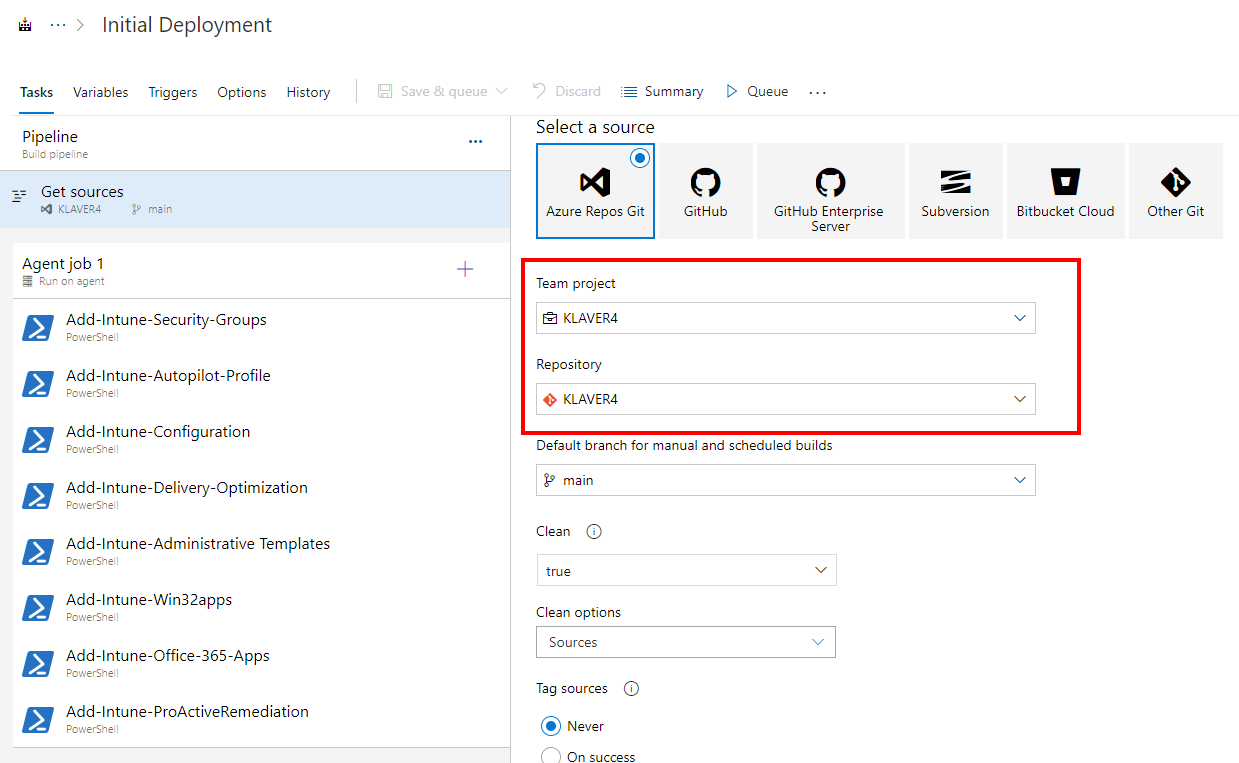 Initial Deployment
Tasks Variables Triggers Options History Save & queue Discard Summary Queue
Pipeline
Build pipeline
Get sources
KLAVER4 main
Agent job 1
Run on agent
Add-Intune-Security-Groups
PowerShell
Add-Intune-Autopilot-Profile
PowerShell
Add-Intune-Configuration
PowerShell
Add-Intune-Delivery-Optimization
PowerShell
Add-Intune-Administrative Templates
PowerShell
Add-Intune-Win32apps
PowerShell
Add-Intune-Office-365-Apps
PowerShell
Add-Intune-ProActiveRemediation
PowerShell
Select a source
Azure Repos Git GitHub GitHub Enterprise Subversion Bitbucket Cloud Other Git
Server
Team project
KLAVER4
Repository
KLAVER4
Default branch for manual and scheduled builds
main
Clean
true
Clean options
Sources
Tag sources
Never
On success